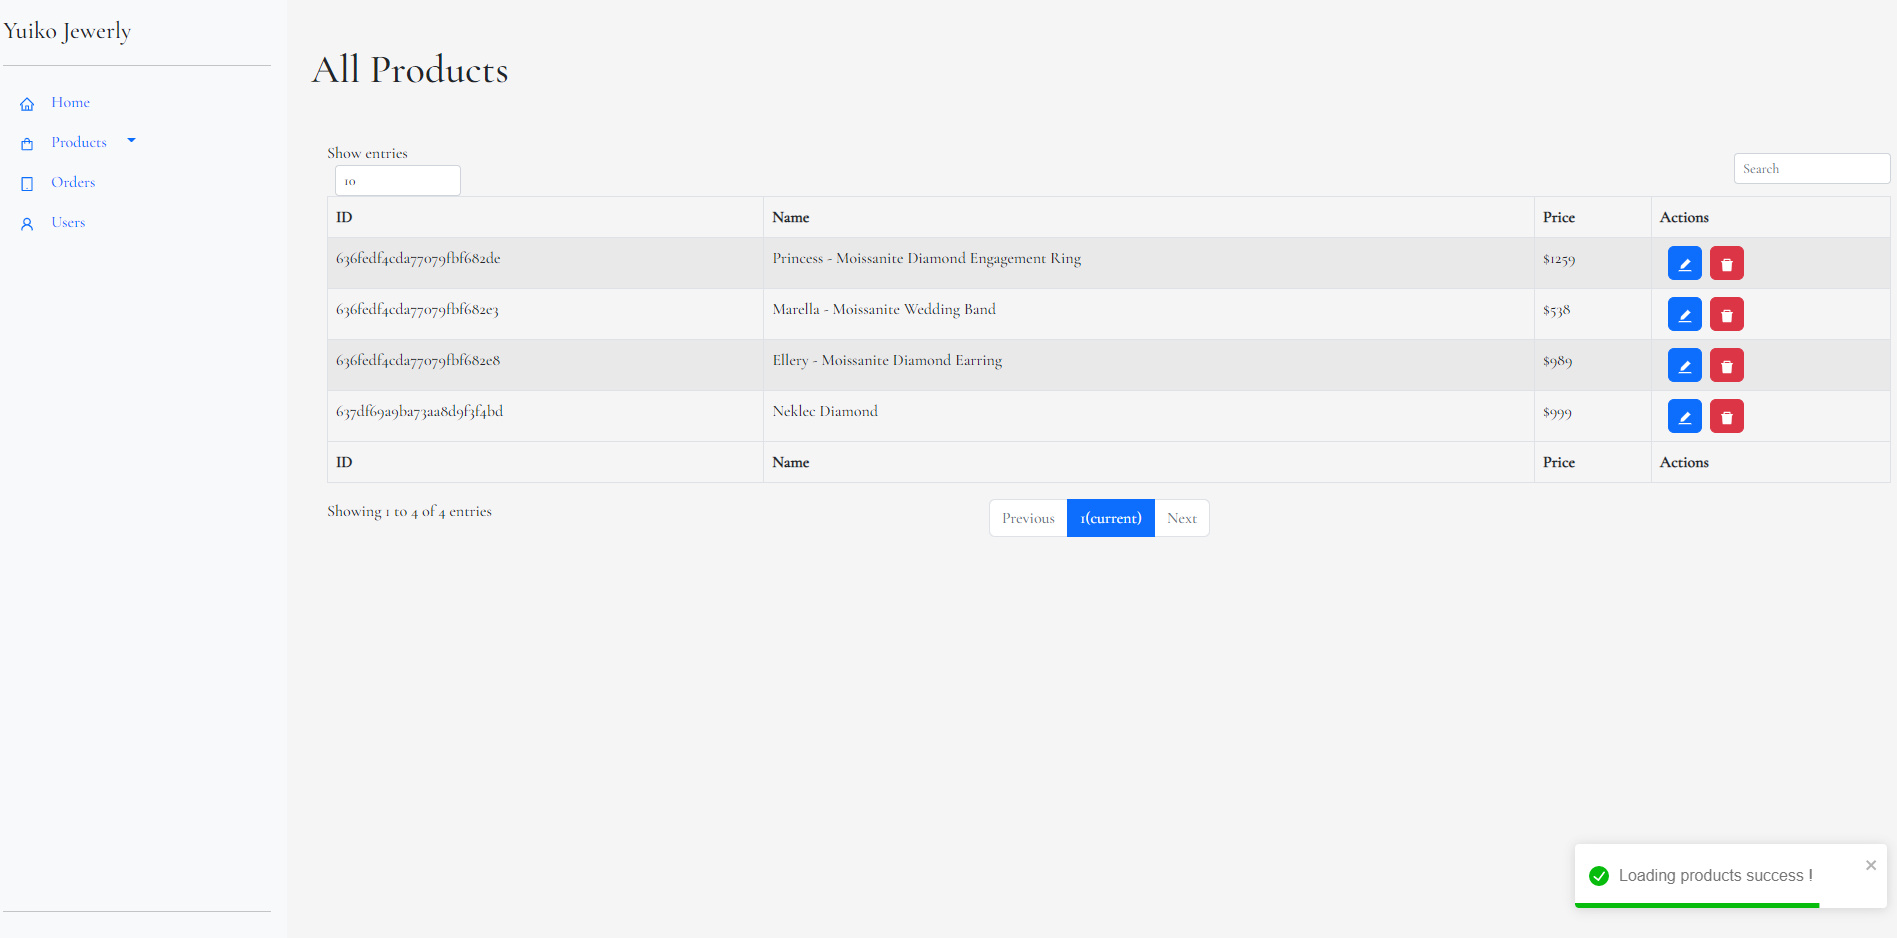 Yuiko Jewerly
Home
Products
Orders
Users
All Products
Show entries
10
Search
ID Name Price Actions
636fedf4cda77079fbf682de Princess - Moissanite Diamond Engagement Ring $1259
636fedf4cda77079fbf682e3 Marella - Moissanite Wedding Band $538
636fedf4cda77079fbf682e8 Ellery - Moissanite Diamond Earring $989
637df69a9ba73aa8d9f3f4bd Neklec Diamond $999
ID Name Price Actions
Showing 1 to 4 of 4 entries
Previous 1(current) Next
Loading products success !